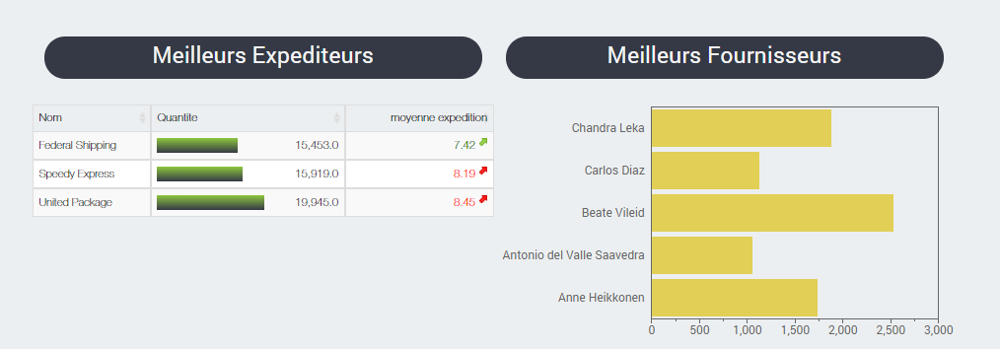 Meilleurs Expediteurs
Meilleurs Fournisseurs
Nom Quantite moyenne expedition
Federal Shipping 15,453.0 7.42
Speedy Express 15,919.0 8.19
United Package 19,945.0 8.45
Chandra Leka
Carlos Diaz
Beate Vileid
Antonio del Valle Saavedra
Anne Heikkonen
0 500 1,000 1,500 2,000 2,500 3,000